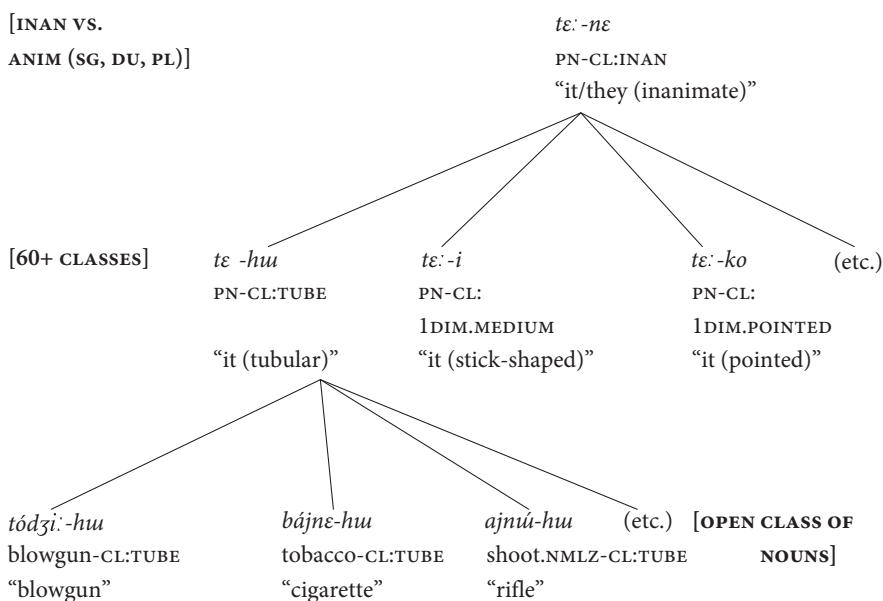 [INAN VS. tɛː-nɛ
ANIM (SG, DU, PL)] PN-CL:INAN
“it/they (inanimate)”
[60+ CLASSES] tɛ -hɯ tɛː-i tɛː-ko (etc.)
PN-CL:TUBE PN-CL: PN-CL:
1DIM.MEDIUM 1DIM.POINTED
“it (tubular)” “it (stick-shaped)” “it (pointed)”
tódʒiː-hɯ bájnɛ-hɯ ajnɯ́-hɯ (etc.) [OPEN CLASS OF
blowgun-CL:TUBE tobacco-CL:TUBE shoot.NMLZ-CL:TUBE NOUNS]
“blowgun” “cigarette” “rifle”